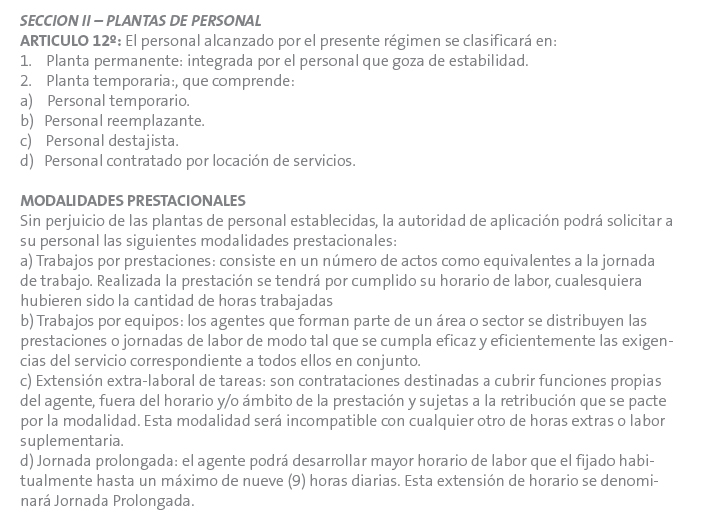 SECCION II – PLANTAS DE PERSONAL
ARTICULO 12º: El personal alcanzado por el presente régimen se clasificará en:
1. Planta permanente: integrada por el personal que goza de estabilidad.
2. Planta temporaria:, que comprende:
a) Personal temporario.
b) Personal reemplazante.
c) Personal destajista.
d) Personal contratado por locación de servicios.
MODALIDADES PRESTACIONALES
Sin perjuicio de las plantas de personal establecidas, la autoridad de aplicación podrá solicitar a
su personal las siguientes modalidades prestacionales:
a) Trabajos por prestaciones: consiste en un número de actos como equivalentes a la jornada
de trabajo. Realizada la prestación se tendrá por cumplido su horario de labor, cualesquiera
hubieren sido la cantidad de horas trabajadas
b) Trabajos por equipos: los agentes que forman parte de un área o sector se distribuyen las
prestaciones o jornadas de labor de modo tal que se cumpla eficaz y eficientemente las exigen-
cias del servicio correspondiente a todos ellos en conjunto.
c) Extensión extra-laboral de tareas: son contrataciones destinadas a cubrir funciones propias
del agente, fuera del horario y/o ámbito de la prestación y sujetas a la retribución que se pacte
por la modalidad. Esta modalidad será incompatible con cualquier otro de horas extras o labor
suplementaria.
d) Jornada prolongada: el agente podrá desarrollar mayor horario de labor que el fijado habi-
tualmente hasta un máximo de nueve (9) horas diarias. Esta extensión de horario se denomi-
nará Jornada Prolongada.